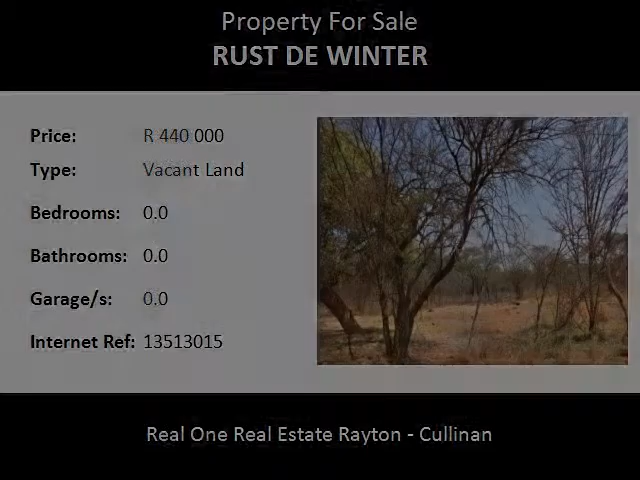 Property For Sale
RUST DE WINTER
Price: R 440 000
Type: Vacant Land
Bedrooms: 0.0
Bathrooms: 0.0
Garage/s: 0.0
Internet Ref: 13513015
Real One Real Estate Rayton - Cullinan